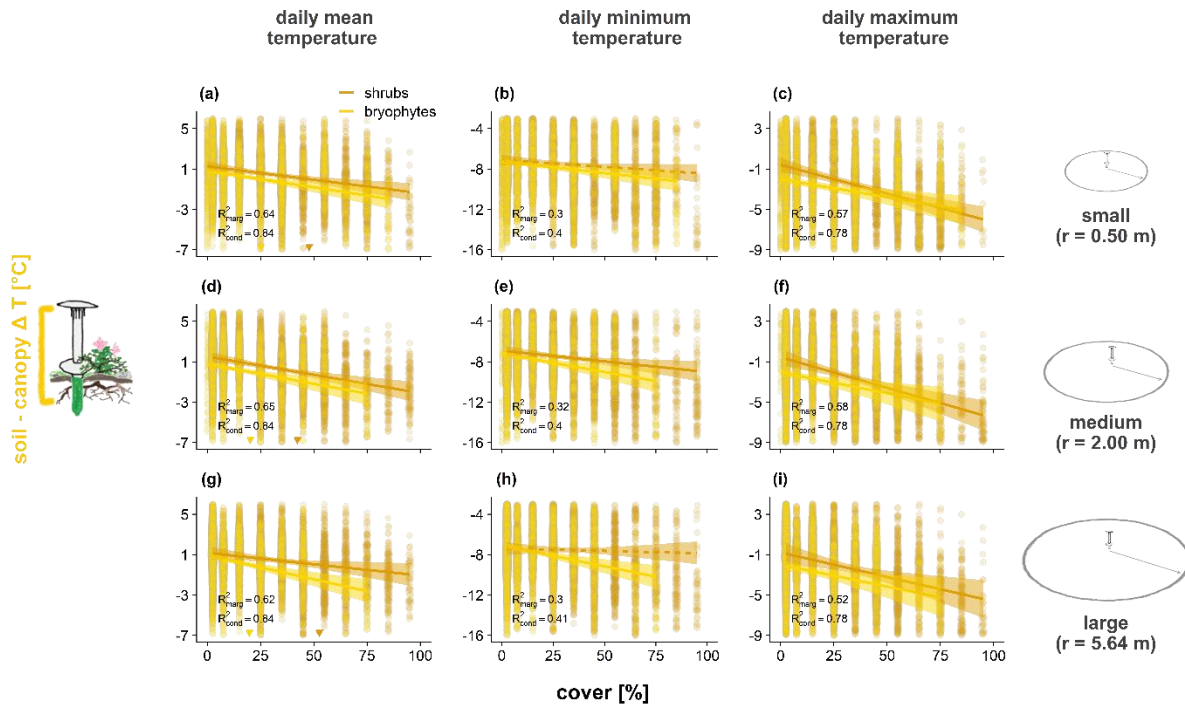 daily mean
temperature
daily minimum
temperature
daily maximum
temperature
(a)
shrubs
bryophytes
5
1
-3
-7
R²marg = 0.64
R²cond = 0.84
(b)
-4
-8
-12
-16
R²marg = 0.3
R²cond = 0.4
(c)
3
-1
-5
-9
R²marg = 0.57
R²cond = 0.78
small
(r = 0.50 m)
soil - canopy Δ T [°C]
(d)
5
1
-3
-7
R²marg = 0.65
R²cond = 0.84
(e)
-4
-8
-12
-16
R²marg = 0.32
R²cond = 0.4
(f)
3
-1
-5
-9
R²marg = 0.58
R²cond = 0.78
medium
(r = 2.00 m)
(g)
5
1
-3
-7
R²marg = 0.62
R²cond = 0.84
0 25 50 75 100
(h)
-4
-8
-12
-16
R²marg = 0.3
R²cond = 0.41
0 25 50 75 100
(i)
3
-1
-5
-9
R²marg = 0.52
R²cond = 0.78
0 25 50 75 100
large
(r = 5.64 m)
cover [%]